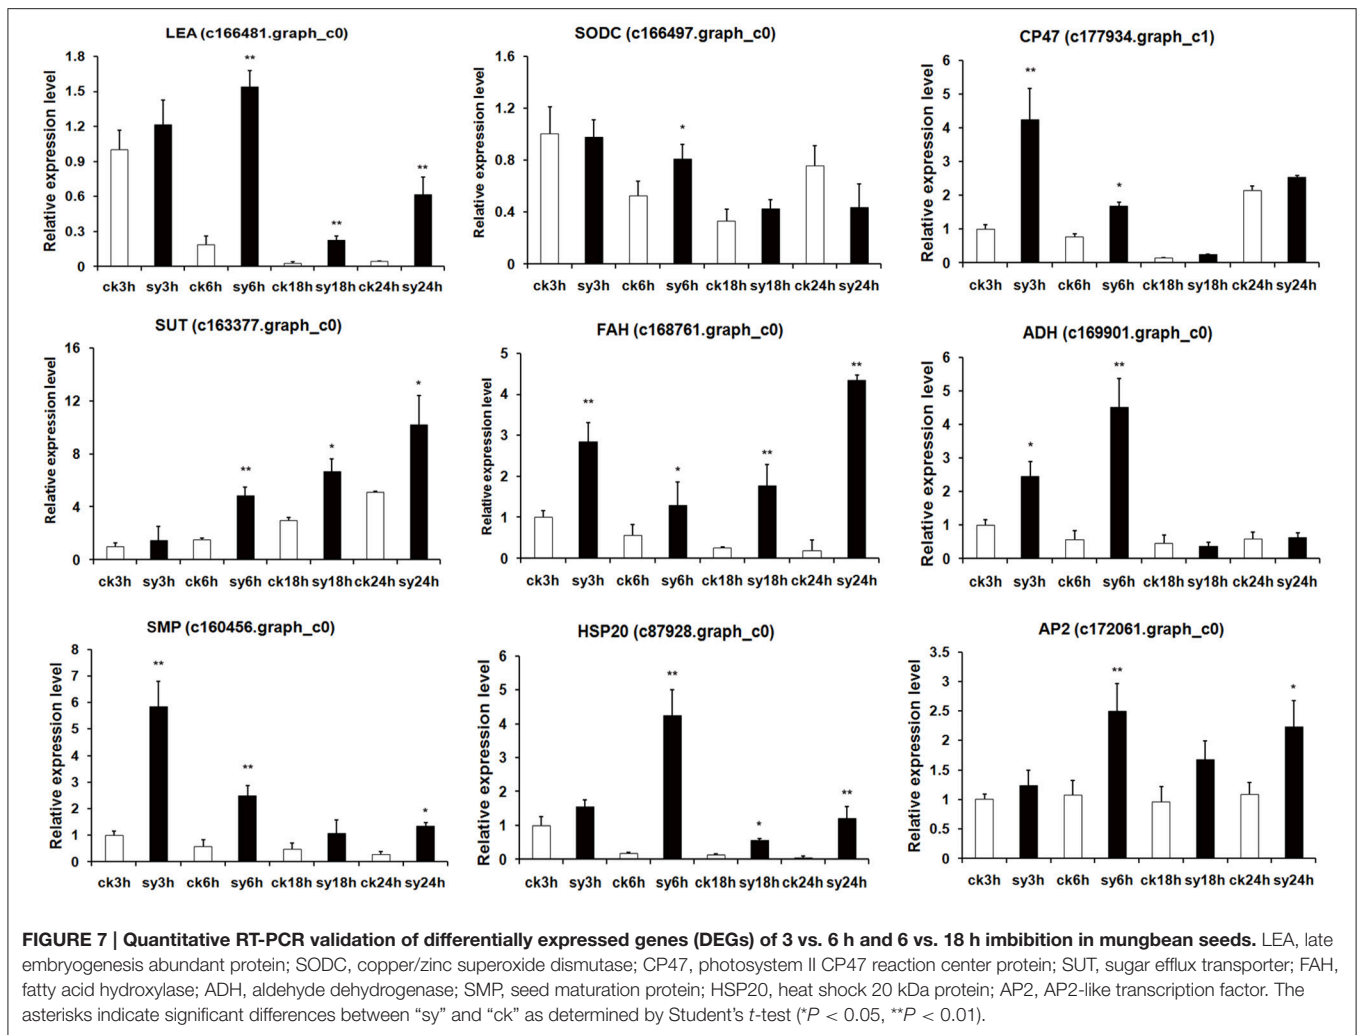 LEA (c166481.graph_c0)
Relative expression level
1.8
1.5
1.2
0.9
0.6
0.3
0
**
**
**
ck3h sy3h ck6h sy6h ck18h sy18h ck24h sy24h
SODC (c166497.graph_c0)
Relative expression level
1.6
1.2
0.8
0.4
0
*
ck3h sy3h ck6h sy6h ck18h sy18h ck24h sy24h
CP47 (c177934.graph_c1)
Relative expression level
6
5
4
3
2
1
0
**
*
ck3h sy3h ck6h sy6h ck18h sy18h ck24h sy24h
SUT (c163377.graph_c0)
Relative expression level
16
12
8
4
0
**
*
*
ck3h sy3h ck6h sy6h ck18h sy18h ck24h sy24h
FAH (c168761.graph_c0)
Relative expression level
5
4
3
2
1
0
**
*
**
**
ck3h sy3h ck6h sy6h ck18h sy18h ck24h sy24h
ADH (c169901.graph_c0)
Relative expression level
6
5
4
3
2
1
0
*
**
ck3h sy3h ck6h sy6h ck18h sy18h ck24h sy24h
SMP (c160456.graph_c0)
Relative expression level
8
7
6
5
4
3
2
1
0
**
**
*
ck3h sy3h ck6h sy6h ck18h sy18h ck24h sy24h
HSP20 (c87928.graph_c0)
Relative expression level
6
5
4
3
2
1
0
**
*
**
ck3h sy3h ck6h sy6h ck18h sy18h ck24h sy24h
AP2 (c172061.graph_c0)
Relative expression level
3.5
3
2.5
2
1.5
1
0.5
0
**
*
ck3h sy3h ck6h sy6h ck18h sy18h ck24h sy24h
FIGURE 7 | Quantitative RT-PCR validation of differentially expressed genes (DEGs) of 3 vs. 6 h and 6 vs. 18 h imbibition in mungbean seeds. LEA, late
embryogenesis abundant protein; SODC, copper/zinc superoxide dismutase; CP47, photosystem II CP47 reaction center protein; SUT, sugar efflux transporter; FAH,
fatty acid hydroxylase; ADH, aldehyde dehydrogenase; SMP, seed maturation protein; HSP20, heat shock 20 kDa protein; AP2, AP2-like transcription factor. The
asterisks indicate significant differences between “sy” and “ck” as determined by Student’s t-test (*P < 0.05, **P < 0.01).